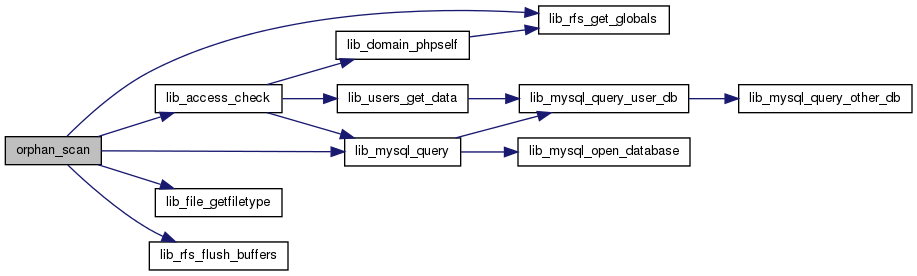 orphan_scan
lib_access_check
lib_domain_phpself
lib_rfs_get_globals
lib_users_get_data
lib_mysql_query_user_db
lib_mysql_query_other_db
lib_mysql_query
lib_mysql_open_database
lib_file_getfiletype
lib_rfs_flush_buffers